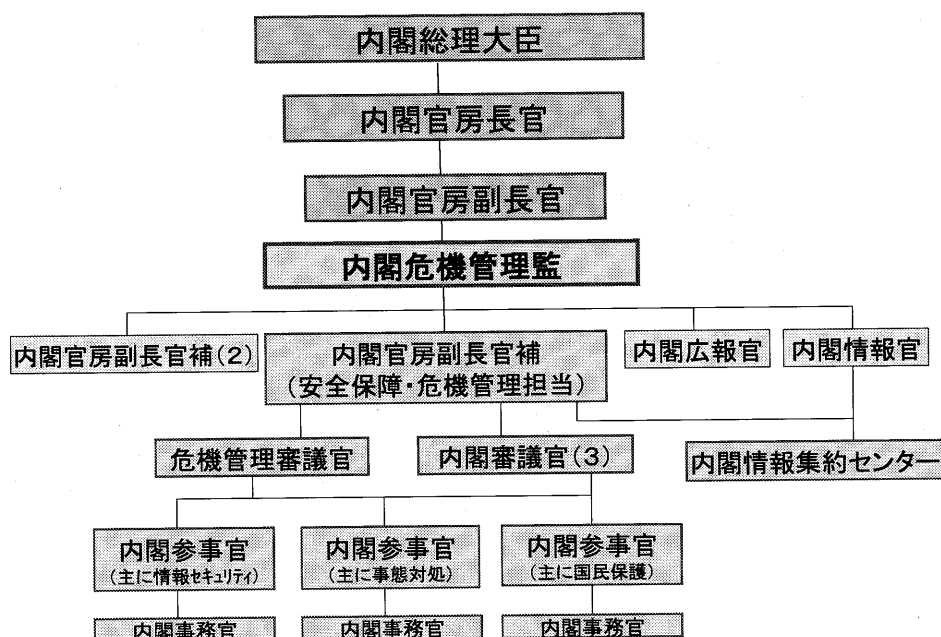 内閣総理大臣
内閣官房長官
内閣官房副長官
内閣危機管理監
内閣官房副長官補(2)
内閣官房副長官補
(安全保障・危機管理担当)
内閣広報官
内閣情報官
危機管理審議官
内閣審議官(3)
内閣情報集約センター
内閣参事官
(主に情報セキュリティ)
内閣参事官
(主に事態対処)
内閣参事官
(主に国民保護)
内閣事務官
内閣事務官
内閣事務官